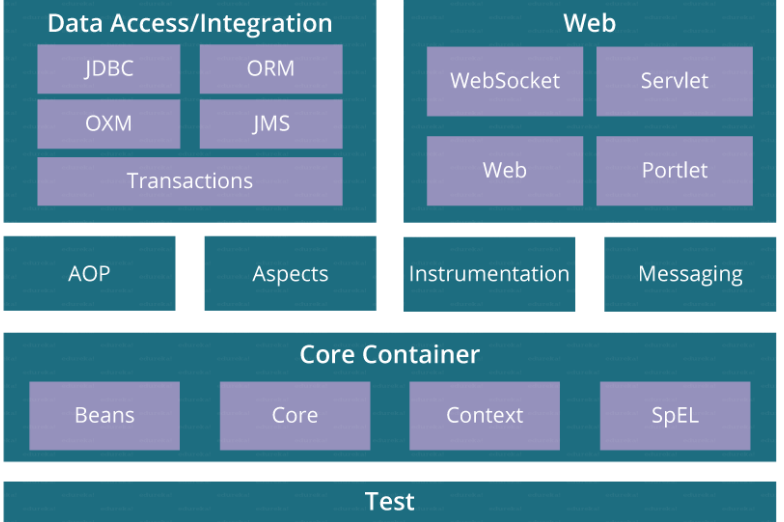 Data Access/Integration
JDBC
ORM
OXM
JMS
Transactions
Web
WebSocket
Servlet
Web
Portlet
AOP
Aspects
Instrumentation
Messaging
Core Container
Beans
Core
Context
SpEL
Test